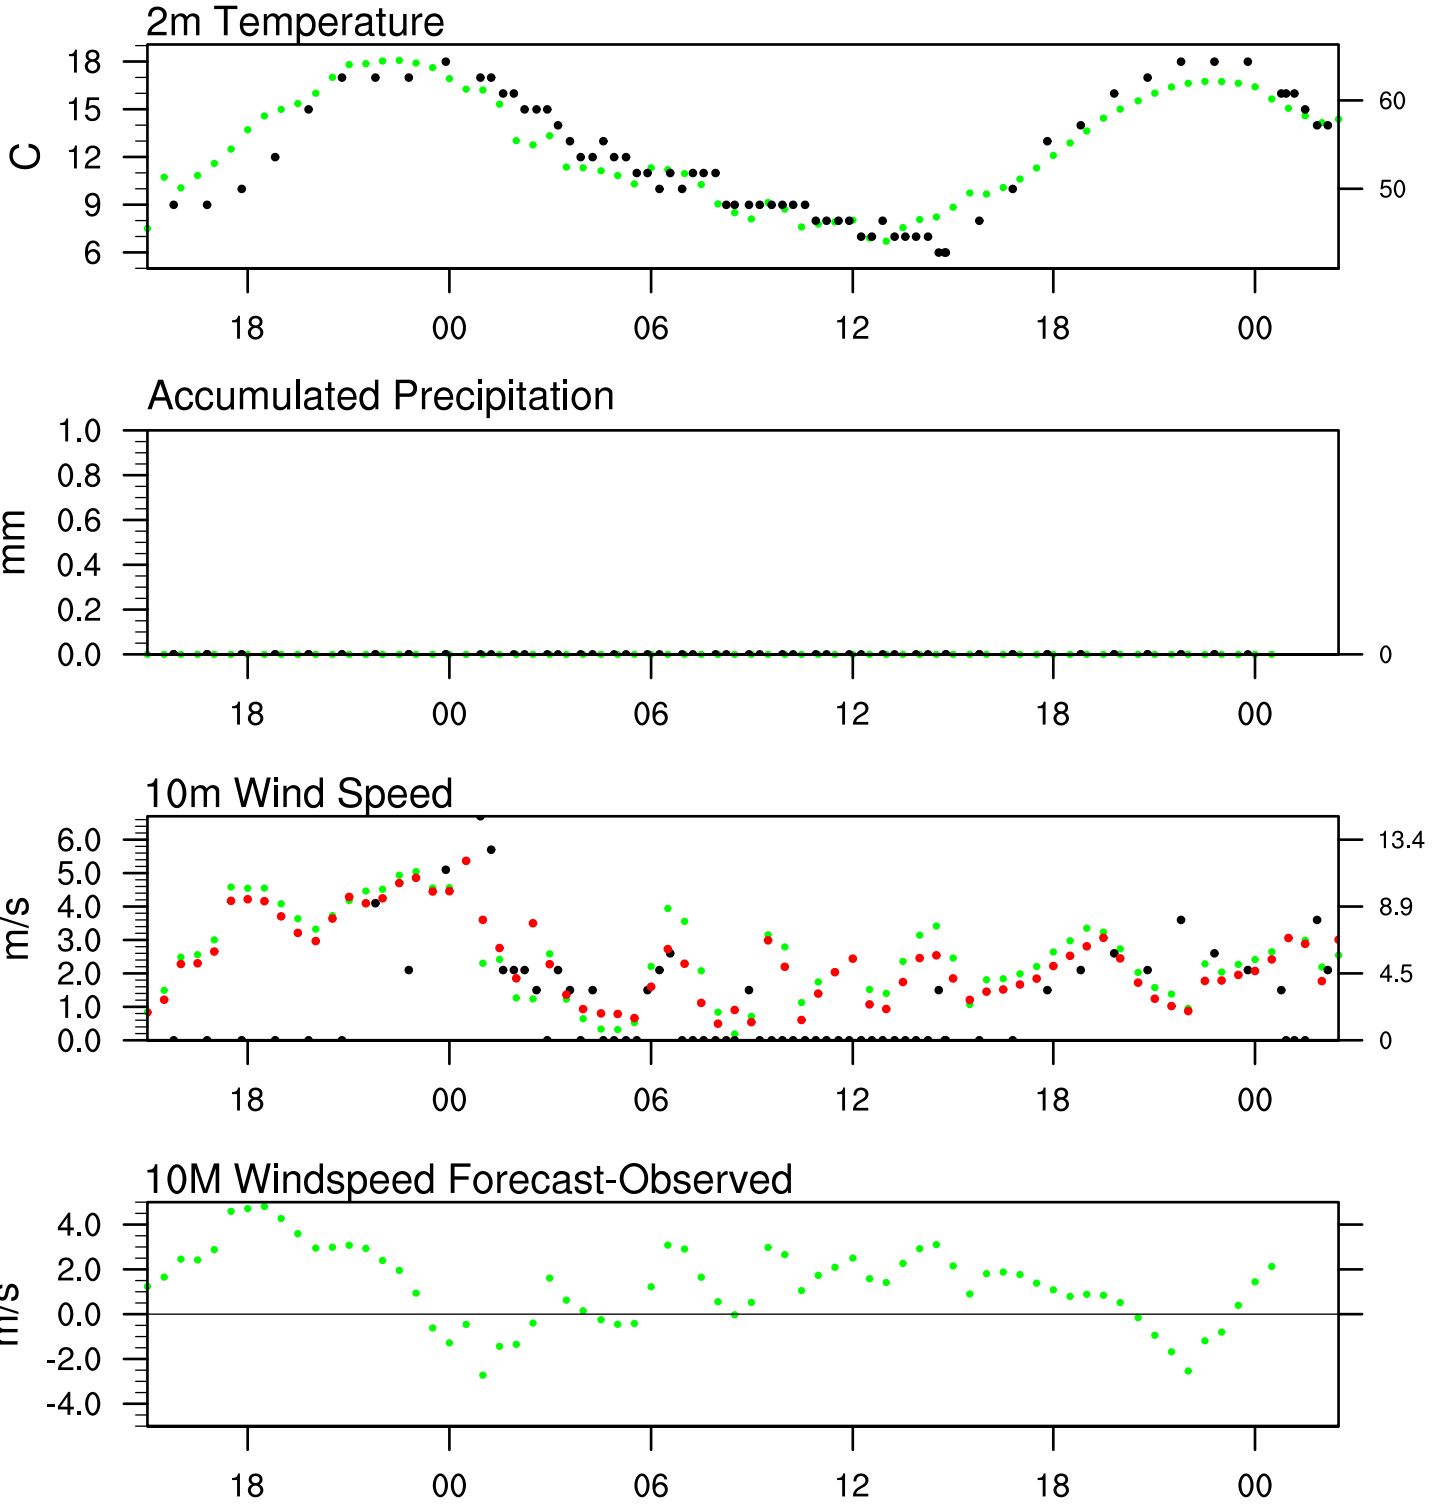 2m Temperature
18
15
12
9
6
C
60
50
18 00 06 12 18 00
Accumulated Precipitation
1.0
0.8
0.6
0.4
0.2
0.0
mm
0
18 00 06 12 18 00
10m Wind Speed
6.0
5.0
4.0
3.0
2.0
1.0
0.0
m/s
13.4
8.9
4.5
0
18 00 06 12 18 00
10M Windspeed Forecast-Observed
4.0
2.0
0.0
-2.0
-4.0
m/s
18 00 06 12 18 00